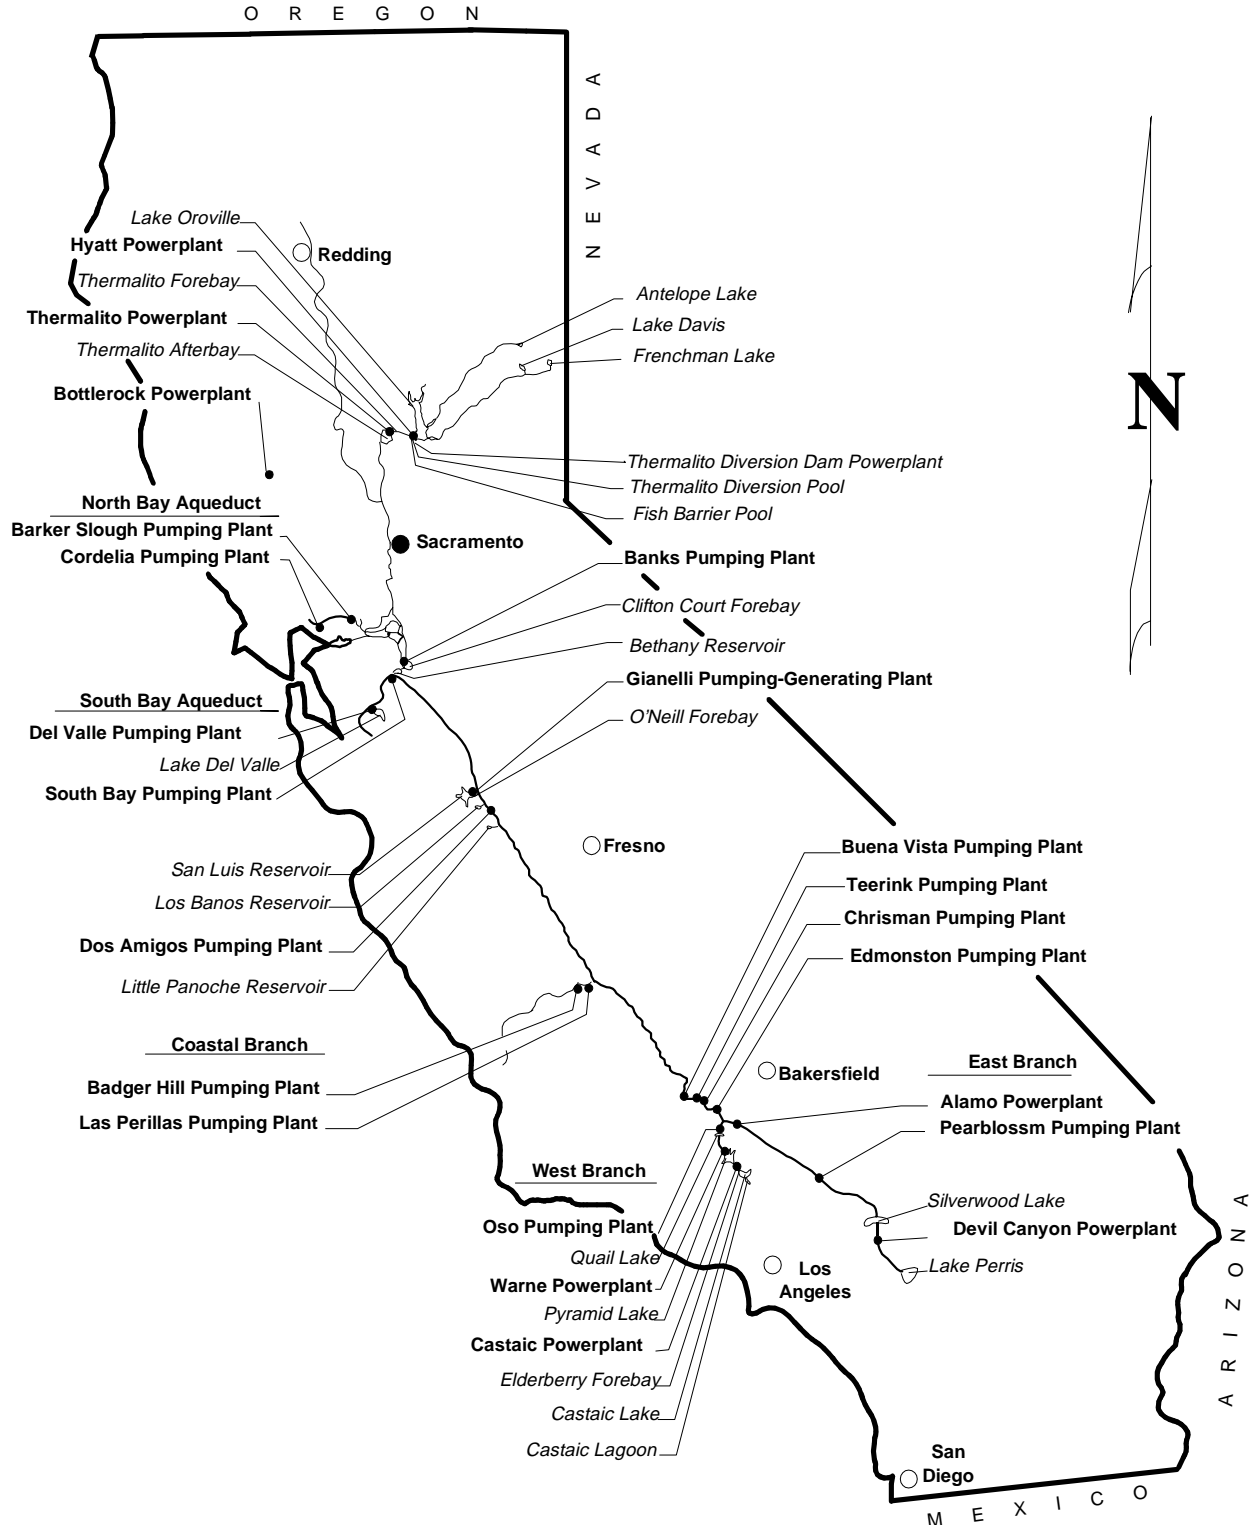 O R E G O N
N E V A D A
Lake Oroville
Hyatt Powerplant
Redding
Thermalito Forebay
Antelope Lake
Thermalito Powerplant
Lake Davis
Thermalito Afterbay
Frenchman Lake
Bottlerock Powerplant
N
Thermalito Diversion Dam Powerplant
Thermalito Diversion Pool
North Bay Aqueduct
Fish Barrier Pool
Barker Slough Pumping Plant
Sacramento
Cordelia Pumping Plant
Banks Pumping Plant
Clifton Court Forebay
Bethany Reservoir
Gianelli Pumping-Generating Plant
South Bay Aqueduct
O'Neill Forebay
Del Valle Pumping Plant
Lake Del Valle
South Bay Pumping Plant
Fresno
Buena Vista Pumping Plant
San Luis Reservoir
Teerink Pumping Plant
Los Banos Reservoir
Chrisman Pumping Plant
Dos Amigos Pumping Plant
Edmonston Pumping Plant
Little Panoche Reservoir
Coastal Branch
East Branch
Bakersfield
Badger Hill Pumping Plant
Alamo Powerplant
Las Perillas Pumping Plant
Pearblossm Pumping Plant
West Branch
Silverwood Lake
Oso Pumping Plant
Devil Canyon Powerplant
Quail Lake
Lake Perris
Los
Angeles
Warne Powerplant
Pyramid Lake
Castaic Powerplant
Elderberry Forebay
Castaic Lake
Castaic Lagoon
A R I Z O N A
San
Diego
M E X I C O